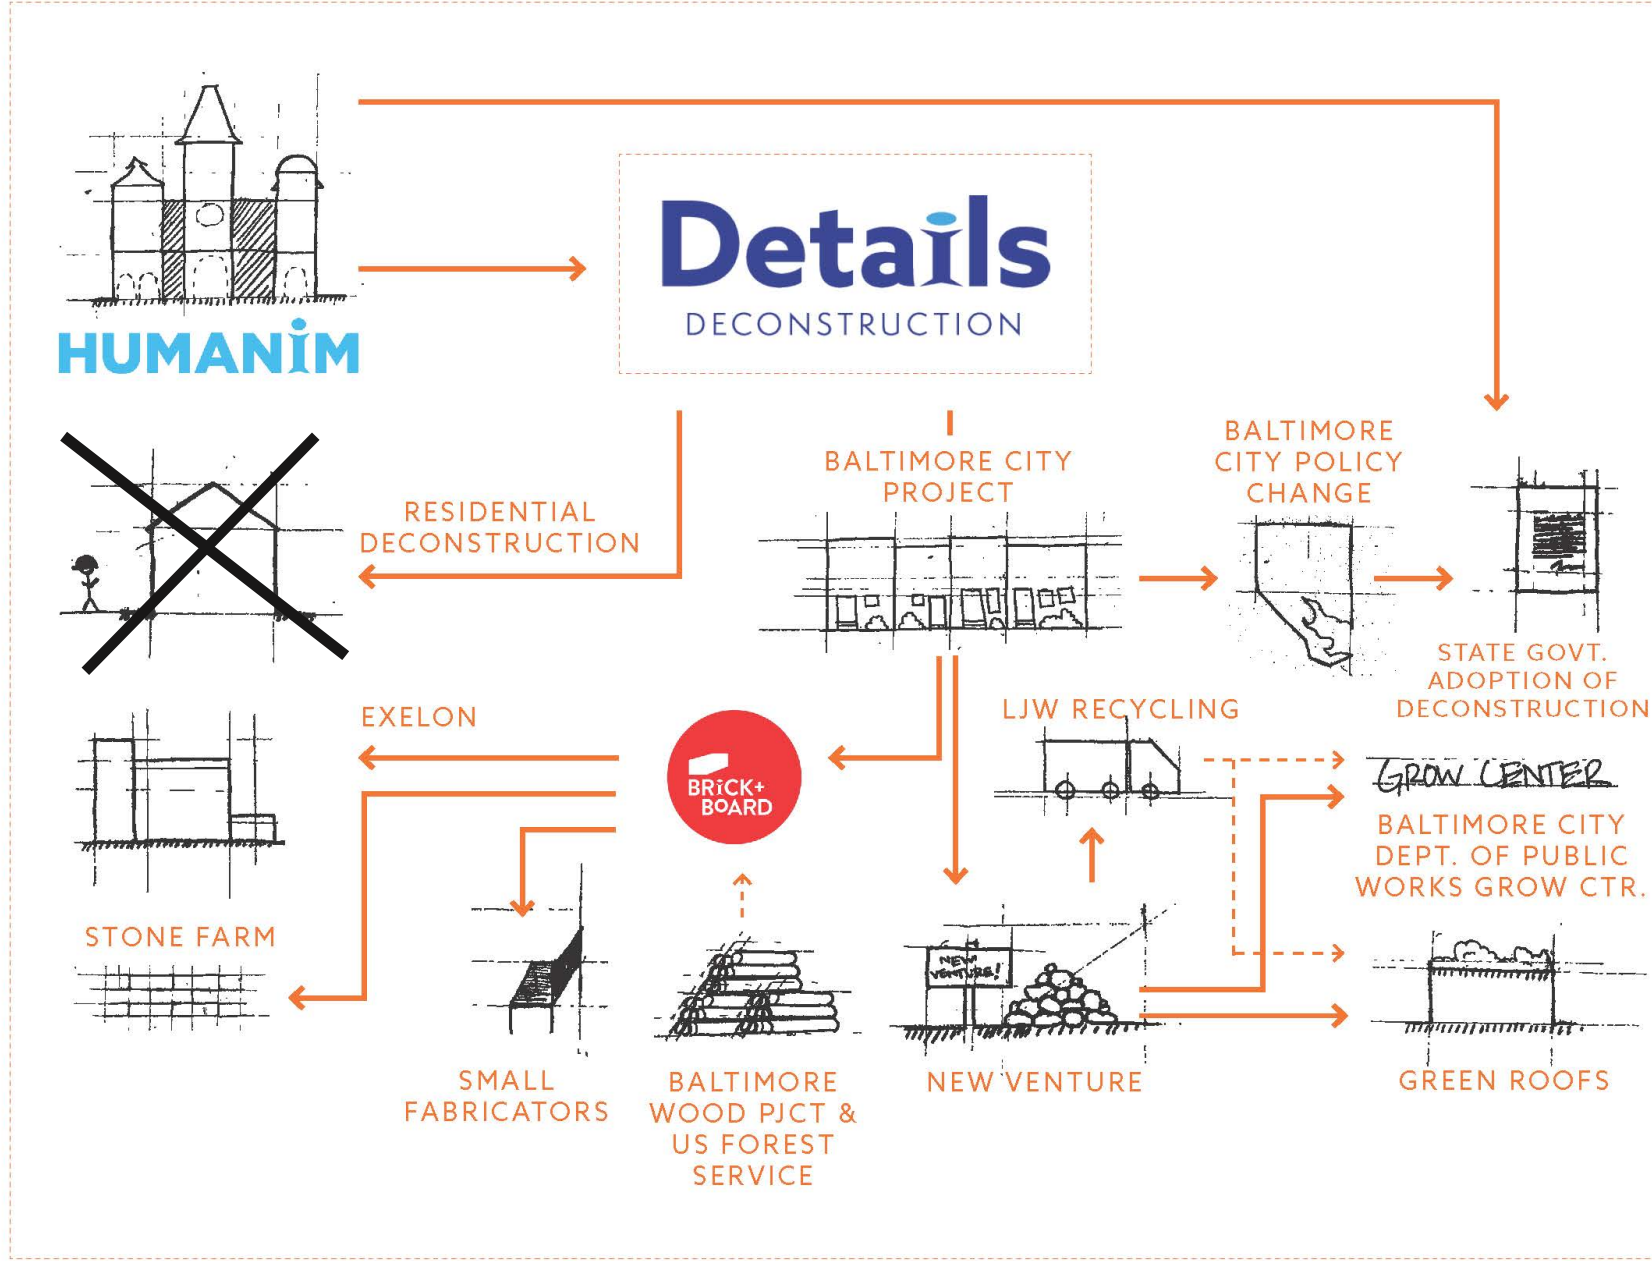 Details
DECONSTRUCTION
HUMANiM
BALTIMORE
CITY POLICY
CHANGE
BALTIMORE CITY
PROJECT
RESIDENTIAL
DECONSTRUCTION
STATE GOVT.
ADOPTION OF
DECONSTRUCTION
EXELON
LJW RECYCLING
BRiCK+
BOARD
GROW CENTER
BALTIMORE CITY
DEPT. OF PUBLIC
WORKS GROW CTR.
STONE FARM
NEW
VENTURE!
SMALL
FABRICATORS
BALTIMORE
WOOD PJCT &
US FOREST
SERVICE
NEW VENTURE
GREEN ROOFS